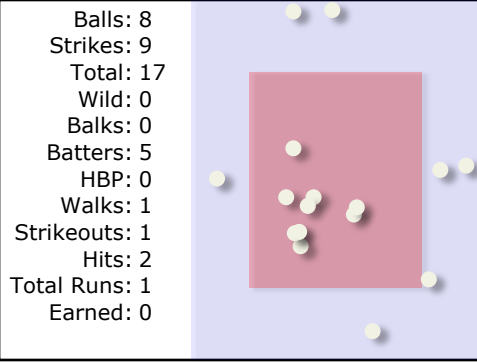 Balls: 8
Strikes: 9
Total: 17
Wild: 0
Balks: 0
Batters: 5
HBP: 0
Walks: 1
Strikeouts: 1
Hits: 2
Total Runs: 1
Earned: 0